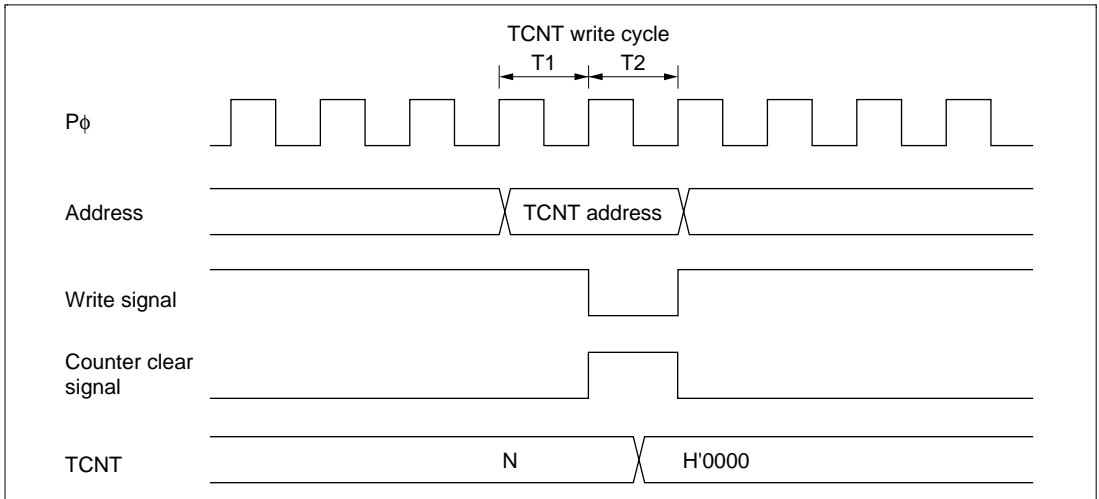 TCNT write cycle
T1 T2
Pϕ
Address TCNT address
Write signal
Counter clear
signal
TCNT N H'0000